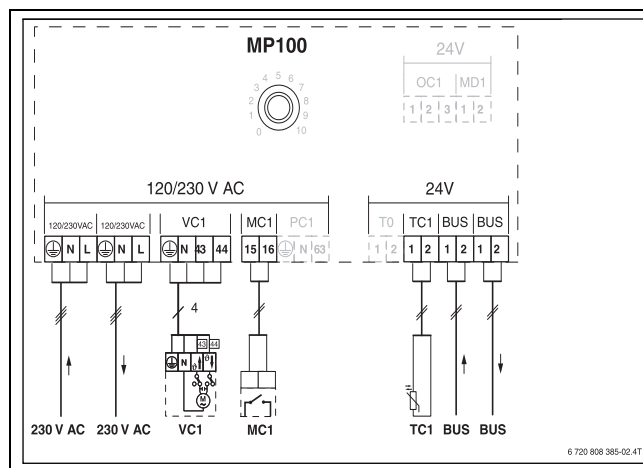 MP100
24V
OC1 MD1
1 2 3 1 2
0 1 2 3 4 5 6 7 8 9 10
120/230 V AC
24V
120/230VAC 120/230VAC VC1 MC1 PC1 T0 TC1 BUS BUS
N L N L N 43 44 15 16 N 63 1 2 1 2 1 2 1 2
4
43 44
N
M
230 V AC 230 V AC VC1 MC1 TC1 BUS BUS
6 720 808 385-02.4T